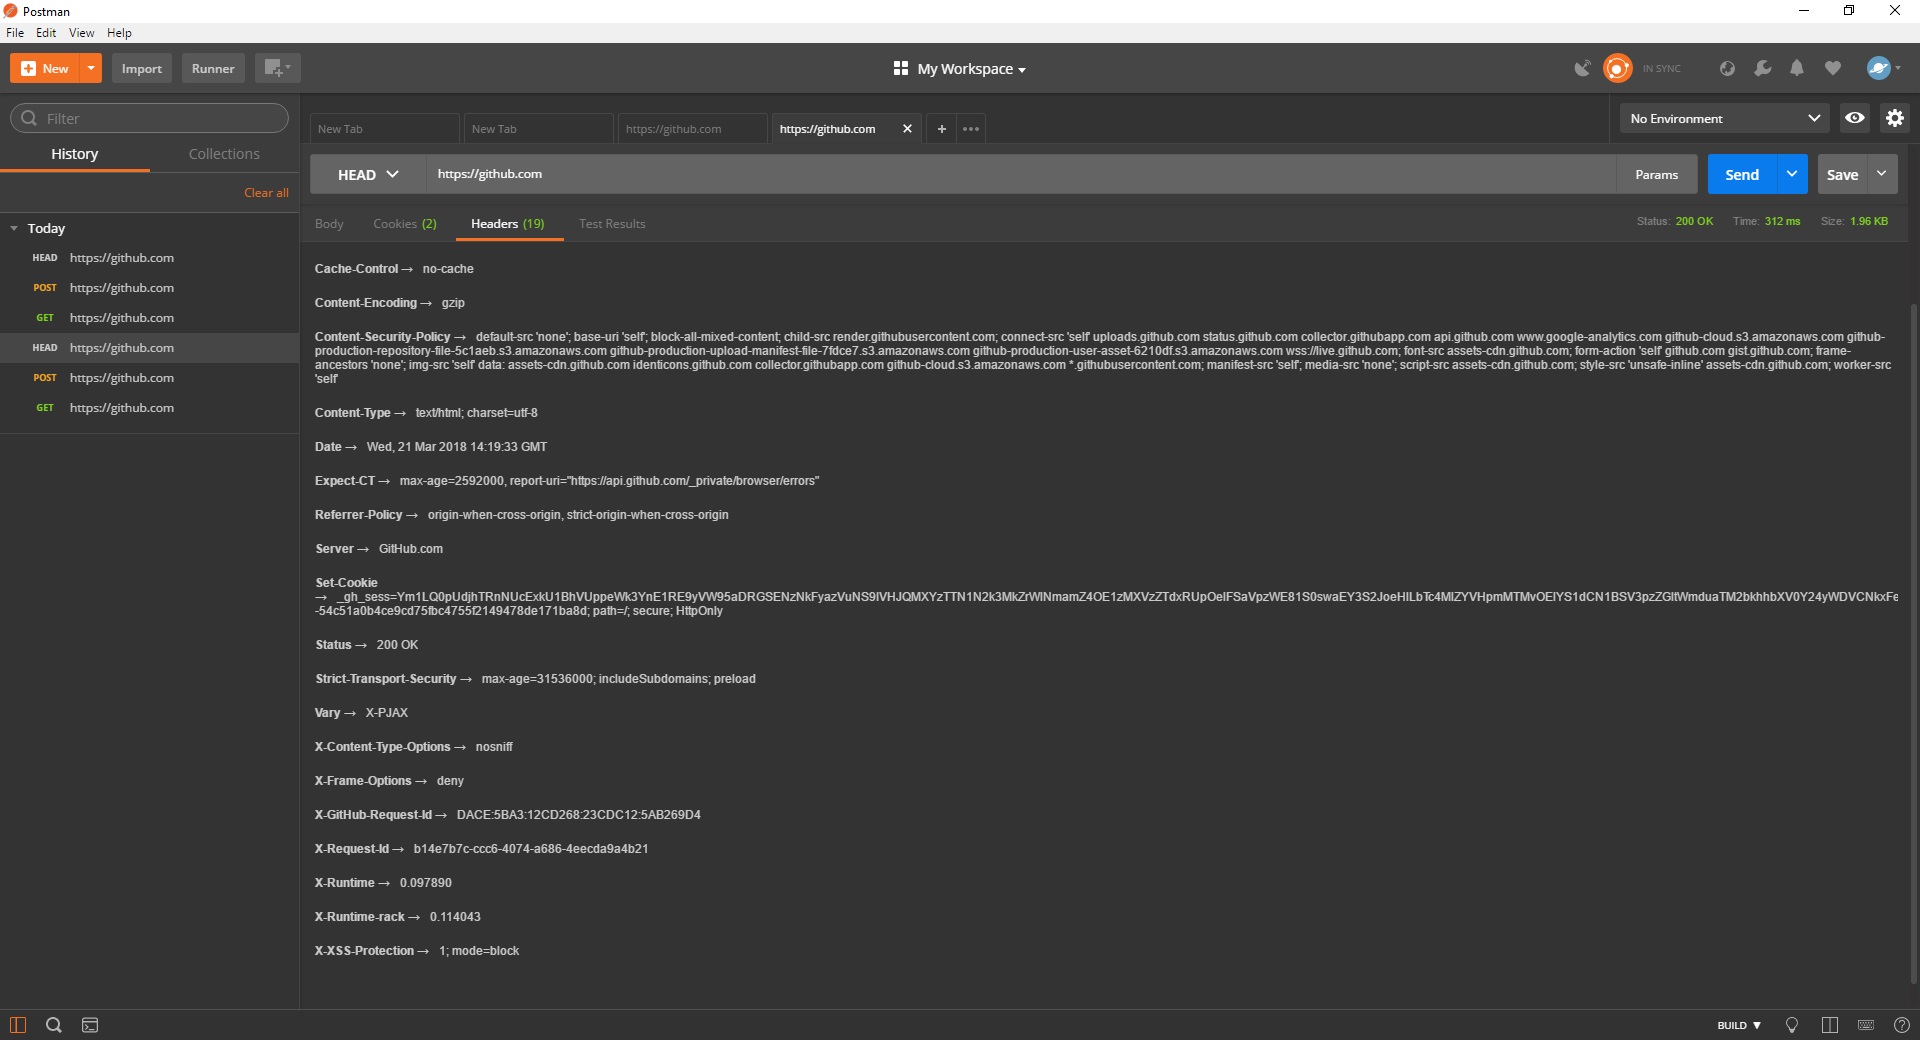 Postman
File Edit View Help
New Import Runner My Workspace IN SYNC
Filter
History Collections
Clear all
Today
HEAD https://github.com
POST https://github.com
GET https://github.com
HEAD https://github.com
POST https://github.com
GET https://github.com
New Tab New Tab https://github.com https://github.com No Environment
HEAD https://github.com Params Send Save
Body Cookies (2) Headers (19) Test Results Status: 200 OK Time: 312 ms Size: 1.96 KB
Cache-Control → no-cache
Content-Encoding → gzip
Content-Security-Policy → default-src 'none'; base-uri 'self'; block-all-mixed-content; child-src render.githubusercontent.com; connect-src 'self' uploads.github.com status.github.com collector.githubapp.com api.github.com www.google-analytics.com github-cloud.s3.amazonaws.com github-
production-repository-file-5c1aeb.s3.amazonaws.com github-production-upload-manifest-file-7fdce7.s3.amazonaws.com github-production-user-asset-6210df.s3.amazonaws.com wss://live.github.com; font-src assets-cdn.github.com; form-action 'self' github.com gist.github.com; frame-
ancestors 'none'; img-src 'self' data: assets-cdn.github.com identicons.github.com collector.githubapp.com github-cloud.s3.amazonaws.com *.githubusercontent.com; manifest-src 'self'; media-src 'none'; script-src assets-cdn.github.com; style-src 'unsafe-inline' assets-cdn.github.com; worker-src
'self'
Content-Type → text/html; charset=utf-8
Date → Wed, 21 Mar 2018 14:19:33 GMT
Expect-CT → max-age=2592000, report-uri="https://api.github.com/_private/browser/errors"
Referrer-Policy → origin-when-cross-origin, strict-origin-when-cross-origin
Server → GitHub.com
Set-Cookie
→
-54c51a0b4ce9cd75fbc4755f2149478de171ba8d; path=/; secure; HttpOnly
Status → 200 OK
Strict-Transport-Security → max-age=31536000; includeSubdomains; preload
Vary → X-PJAX
X-Content-Type-Options → nosniff
X-Frame-Options → deny
X-GitHub-Request-Id → DACE:5BA3:12CD268:23CDC12:5AB269D4
X-Request-Id → b14e7b7c-ccc6-4074-a686-4eecda9a4b21
X-Runtime → 0.097890
X-Runtime-rack → 0.114043
X-XSS-Protection → 1; mode=block
BUILD